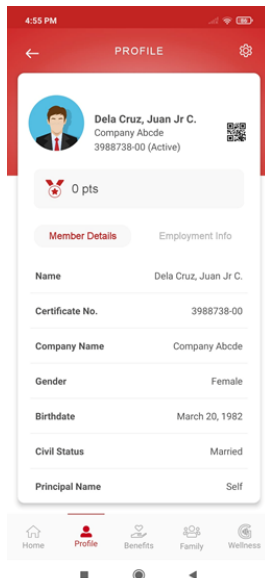 4:55 PM
86
PROFILE
Dela Cruz, Juan Jr C.
Company Abcde
3988738-00 (Active)
0 pts
Member Details Employment Info
Name Dela Cruz, Juan Jr C.
Certificate No. 3988738-00
Company Name Company Abcde
Gender Female
Birthdate March 20, 1982
Civil Status Married
Principal Name Self
Home Profile Benefits Family Wellness